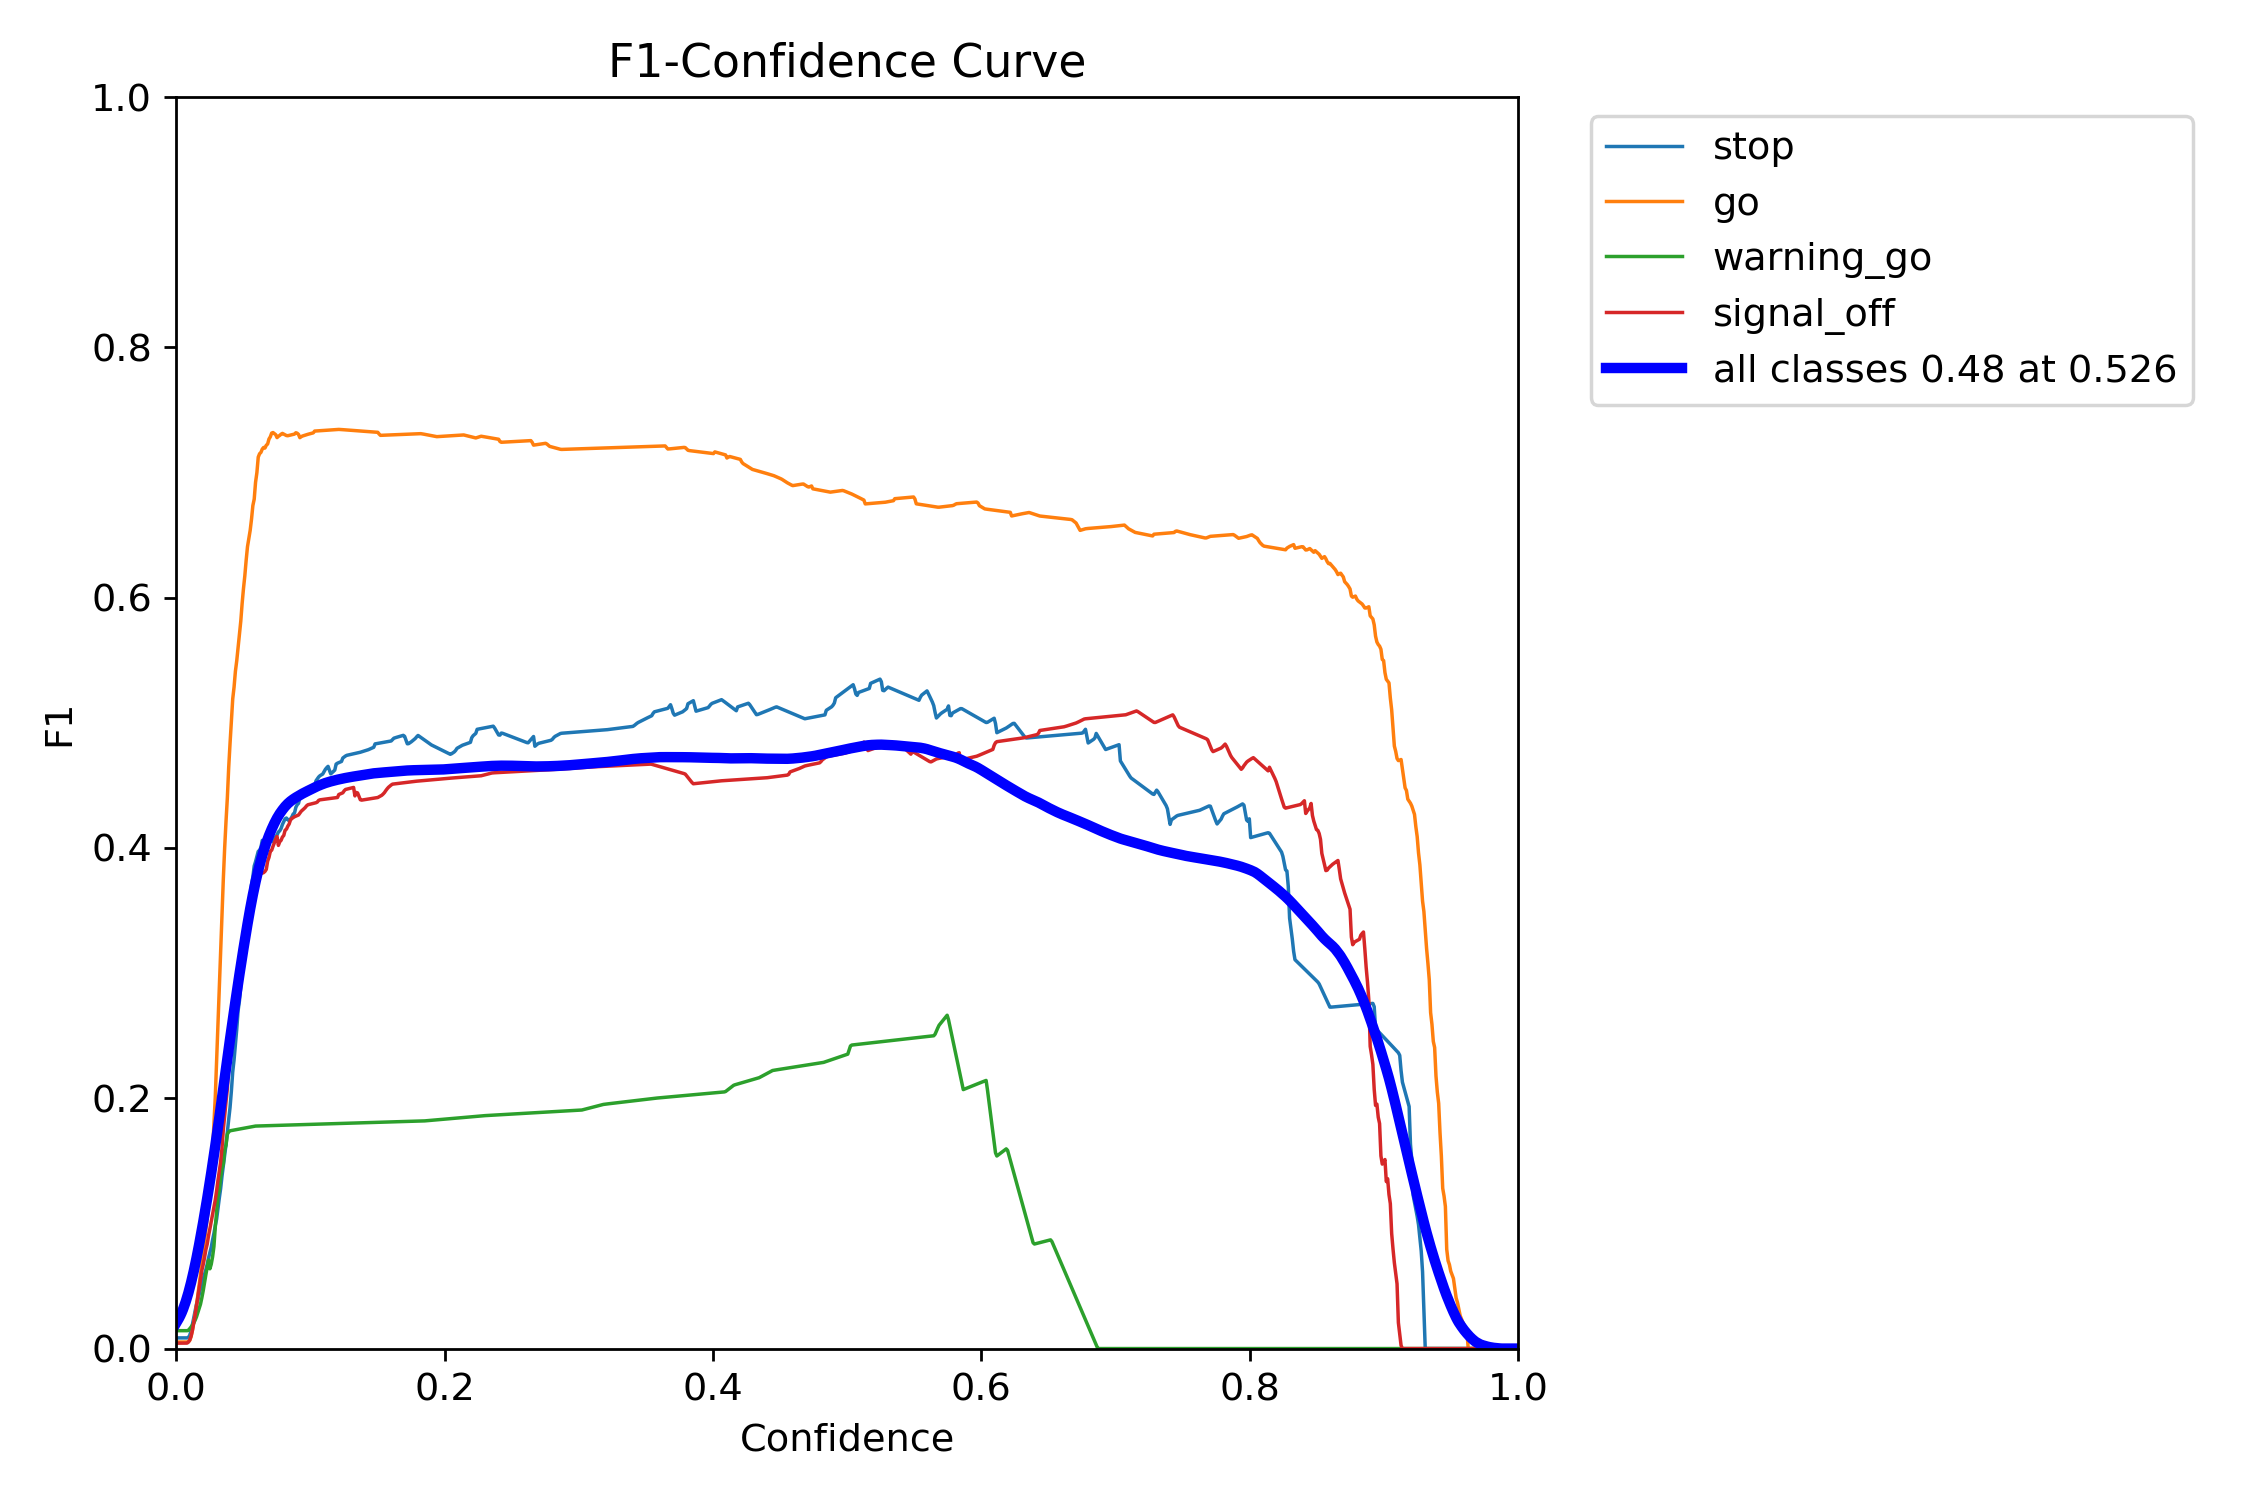 F1-Confidence Curve
1.0
0.8
0.6
0.4
0.2
0.0
F1
0.0 0.2 0.4 0.6 0.8 1.0
Confidence
stop
go
warning_go
signal_off
all classes 0.48 at 0.526